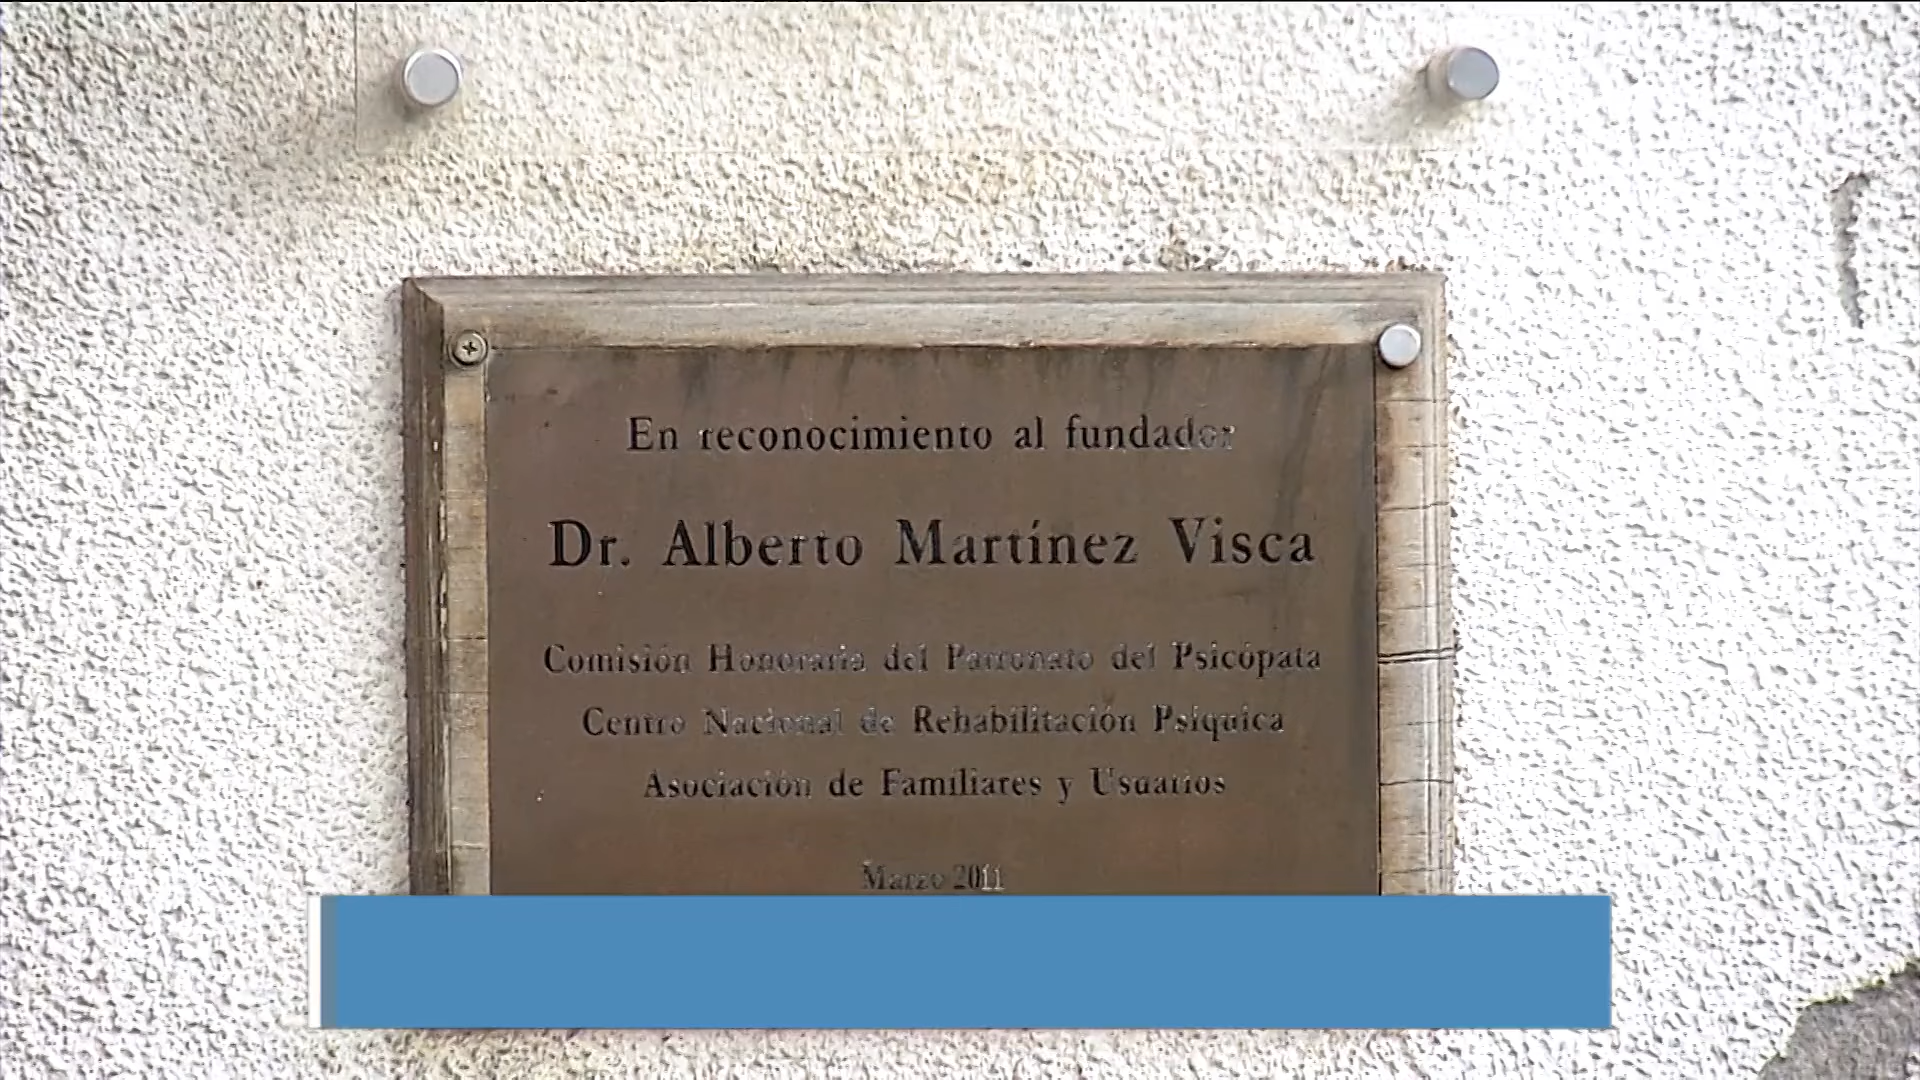 En reconocimiento al fundador
Dr. Alberto Martínez Visca
Comisión Honoraria del Patronato del Psicópata
Centro Nacional de Rehabilitación Psíquica
Asociación de Familiares y Usuarios
Marzo 2011